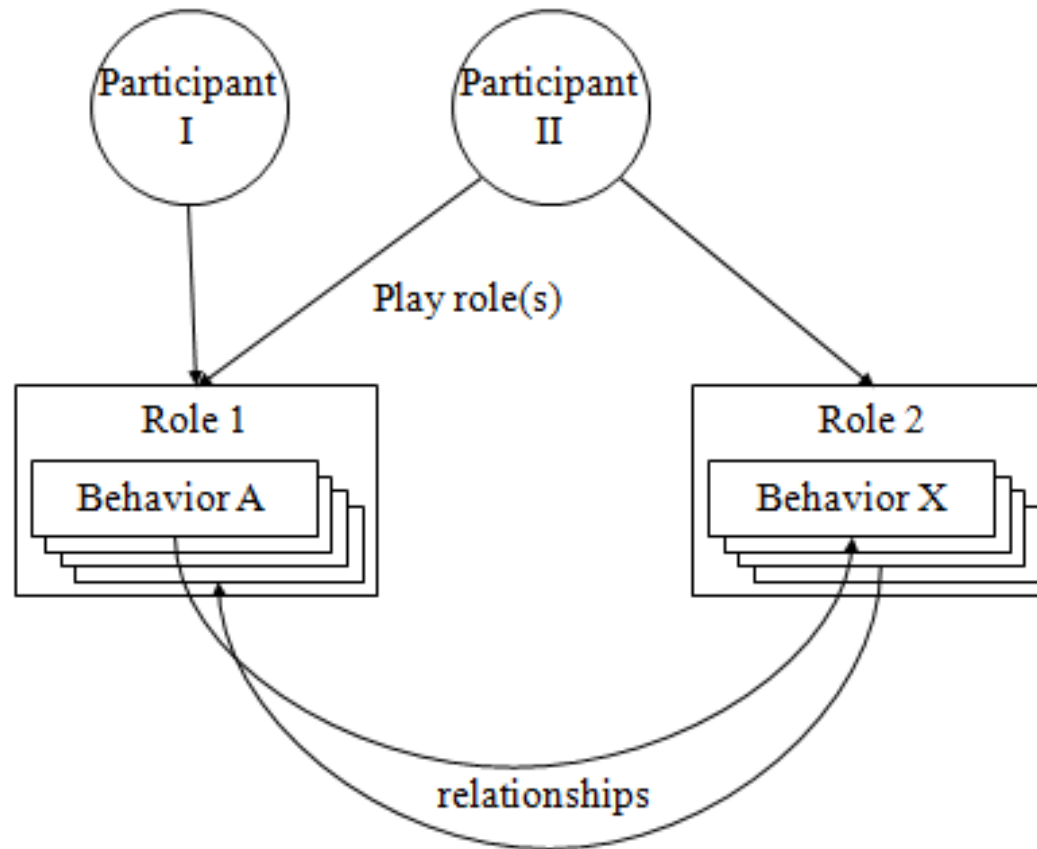 Participant
I
Participant
II
Play role(s)
Role 1
Behavior A
Role 2
Behavior X
relationships